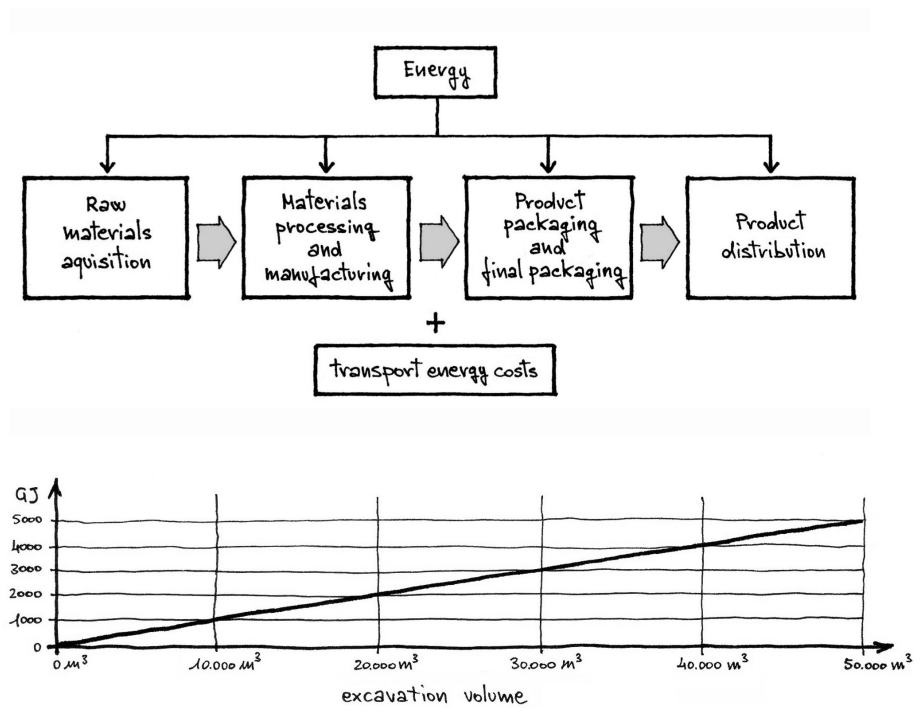 Energy
Raw
materials
aquisition
Materials
processing
and
manufacturing
Product
packaging
and
final packaging
Product
distribution
+
transport energy costs
GJ
5000
4000
3000
2000
1000
0
0 m³
10.000 m³
20.000 m³
30.000 m³
40.000 m³
50.000 m³
excavation volume